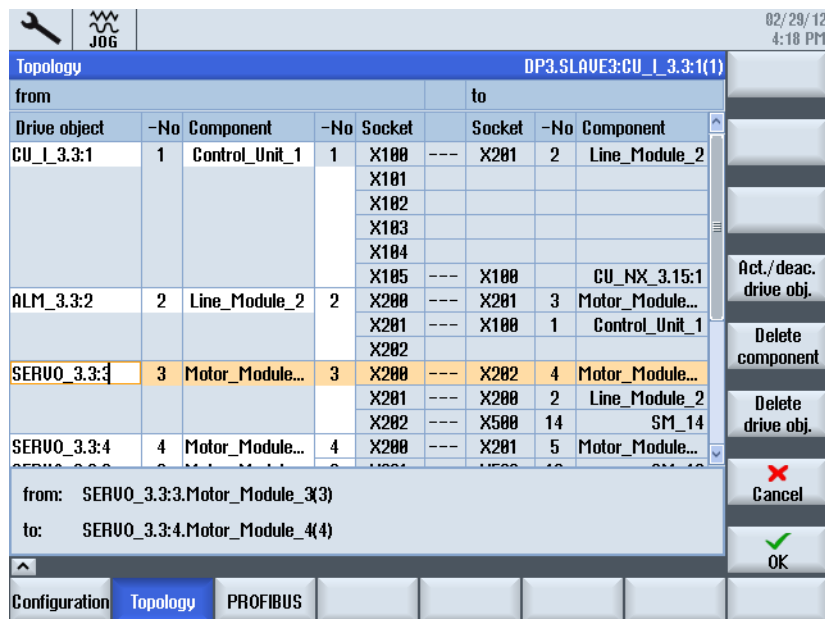 JOG
02/29/12
4:18 PM
Topology DP3.SLAVE3:CU_I_3.3:1(1)
from to
Drive object -No Component -No Socket Socket -No Component
CU_I_3.3:1 1 Control_Unit_1 1 X100 --- X201 2 Line_Module_2
X101
X102
X103
X104
X105 --- X100 CU_NX_3.15:1
ALM_3.3:2 2 Line_Module_2 2 X200 --- X201 3 Motor_Module...
X201 --- X100 1 Control_Unit_1
X202
SERVO_3.3:3 3 Motor_Module... 3 X200 --- X202 4 Motor_Module...
X201 --- X200 2 Line_Module_2
X202 --- X500 14 SM_14
SERVO_3.3:4 4 Motor_Module... 4 X200 --- X201 5 Motor_Module...
from: SERVO_3.3:3.Motor_Module_3(3)
to: SERVO_3.3:4.Motor_Module_4(4)
Act./deac.
drive obj.
Delete
component
Delete
drive obj.
Cancel
OK
Configuration Topology PROFIBUS